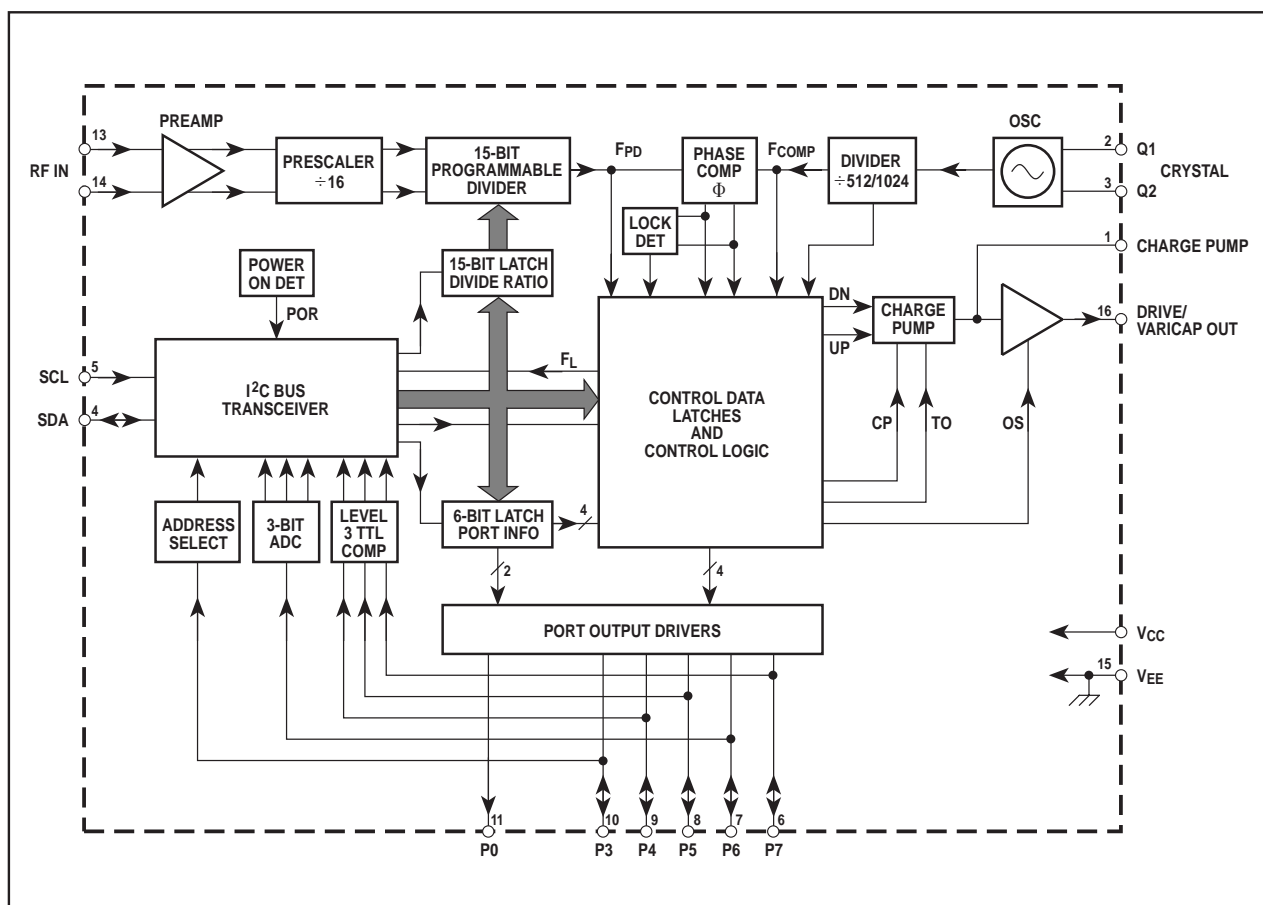 PREAMP
13
RF IN
14
PRESCALER
÷16
15-BIT
PROGRAMMABLE
DIVIDER
FPD
PHASE
COMP
Φ
FCOMP
DIVIDER
÷512/1024
OSC
2
Q1
CRYSTAL
3
Q2
LOCK
DET
1
CHARGE PUMP
POWER
ON DET
POR
15-BIT LATCH
DIVIDE RATIO
DN
UP
CHARGE
PUMP
16
DRIVE/
VARICAP OUT
SCL
5
SDA
4
I2C BUS
TRANSCEIVER
FL
CONTROL DATA
LATCHES
AND
CONTROL LOGIC
CP
TO
OS
ADDRESS
SELECT
3-BIT
ADC
LEVEL
3 TTL
COMP
6-BIT LATCH
PORT INFO
4
2
4
PORT OUTPUT DRIVERS
VCC
15
VEE
11
10
9
8
7
6
P0
P3
P4
P5
P6
P7